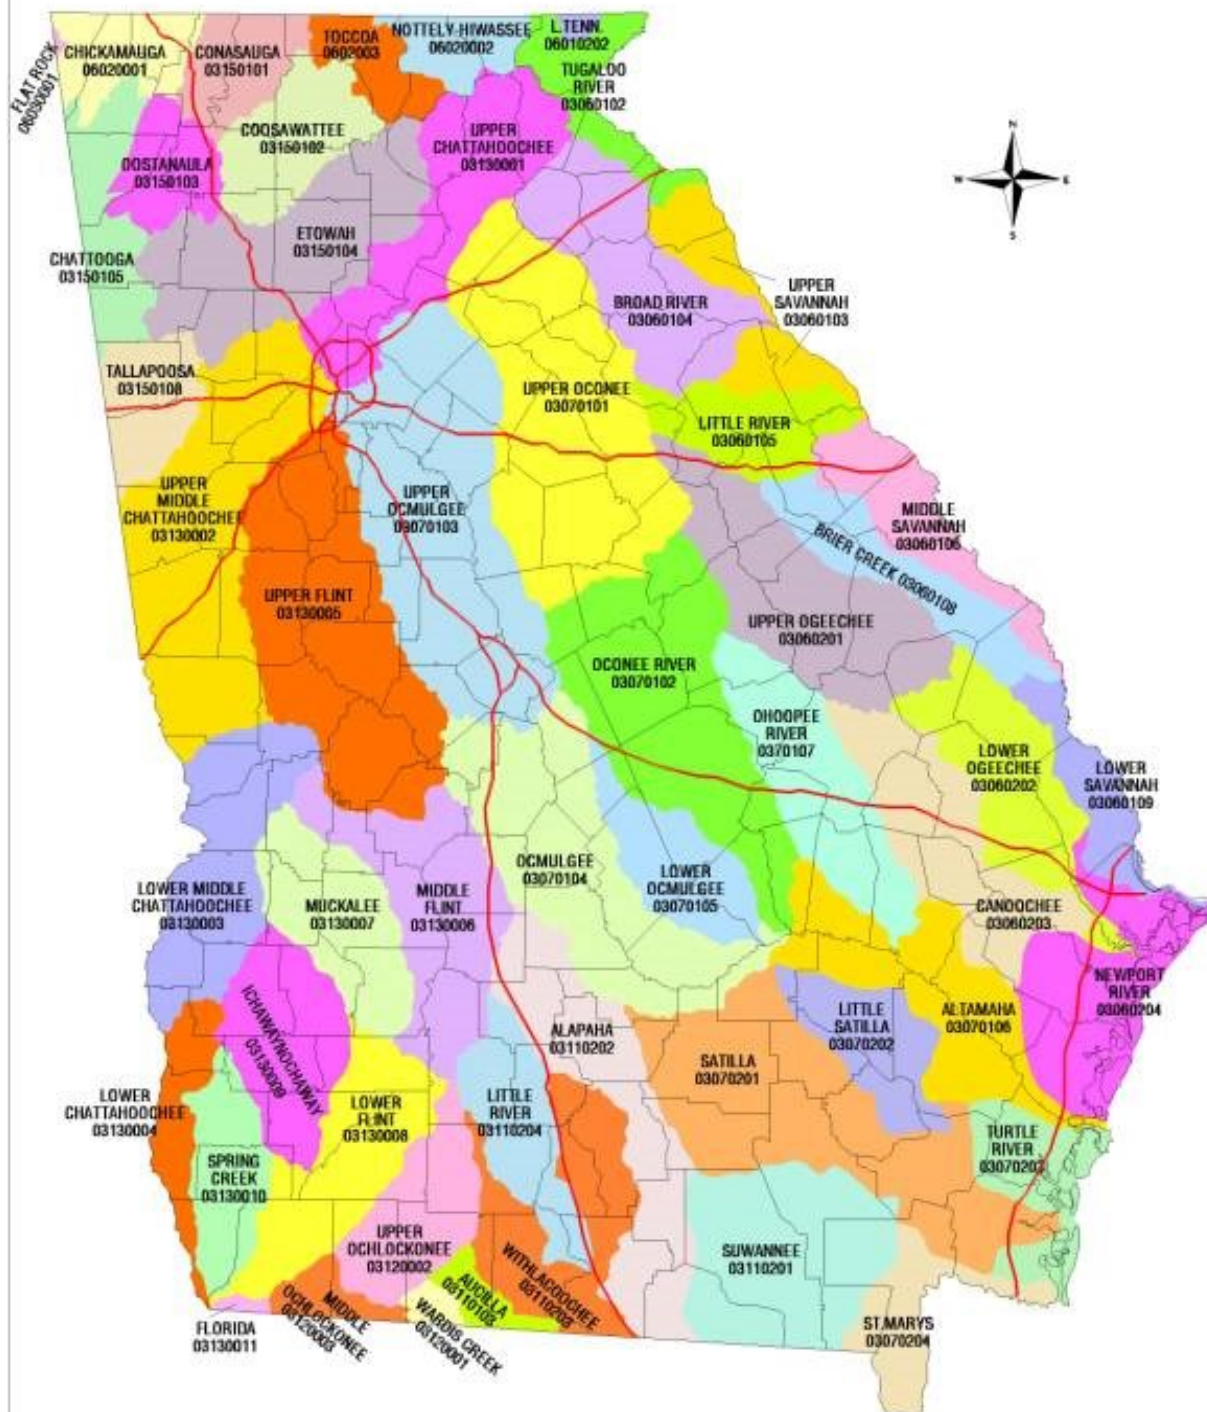 CHICKAMAUGA
06020001
CONASAUGA
03150101
TOCCOA
0602003
NOTTELY-HIWASSEE
06020002
L.TENN.
06010202
TUGALOO
RIVER
03060102
FLAT ROCK
06030001
COOSAWATTEE
03150102
UPPER
CHATTAHOOCHEE
03130001
OOSTANAULA
03150103
N
W
E
S
ETOWAH
03150104
CHATTOOGA
03150105
UPPER
SAVANNAH
03060103
BROAD RIVER
03060104
TALLAPOOSA
03150108
UPPER OCONEE
03070101
LITTLE RIVER
03060105
UPPER
MIDDLE
CHATTAHOOCHEE
03130002
UPPER
OCMULGEE
03070103
MIDDLE
SAVANNAH
03060106
BRIER CREEK 03060108
UPPER FLINT
03130005
UPPER OGEECHEE
03060201
OCONEE RIVER
03070102
OHOOPEE
RIVER
0370107
LOWER
OGEECHEE
03060202
LOWER
SAVANNAH
03060109
OCMULGEE
03070104
LOWER
OCMULGEE
03070105
LOWER MIDDLE
CHATTAHOOCHEE
03130003
MUCKALEE
03130007
MIDDLE
FLINT
03130006
CANOOCHEE
03060203
NEWPORT
RIVER
03060204
ICHAWAYNOCHAWAY
03130009
ALAPAHA
03110202
LITTLE
SATILLA
03070202
ALTAMAHA
03070106
SATILLA
03070201
LOWER
CHATTAHOOCHEE
03130004
LOWER
FLINT
03130008
LITTLE
RIVER
03110204
TURTLE
RIVER
03070203
SPRING
CREEK
03130010
UPPER
OCHLOCKONEE
03120002
SUWANNEE
03110201
WITHLACOOCHEE
03110203
AUCILLA
03110103
WARDIS CREEK
03120001
MIDDLE
OCHLOCKONEE
03120003
FLORIDA
03130011
ST.MARYS
03070204